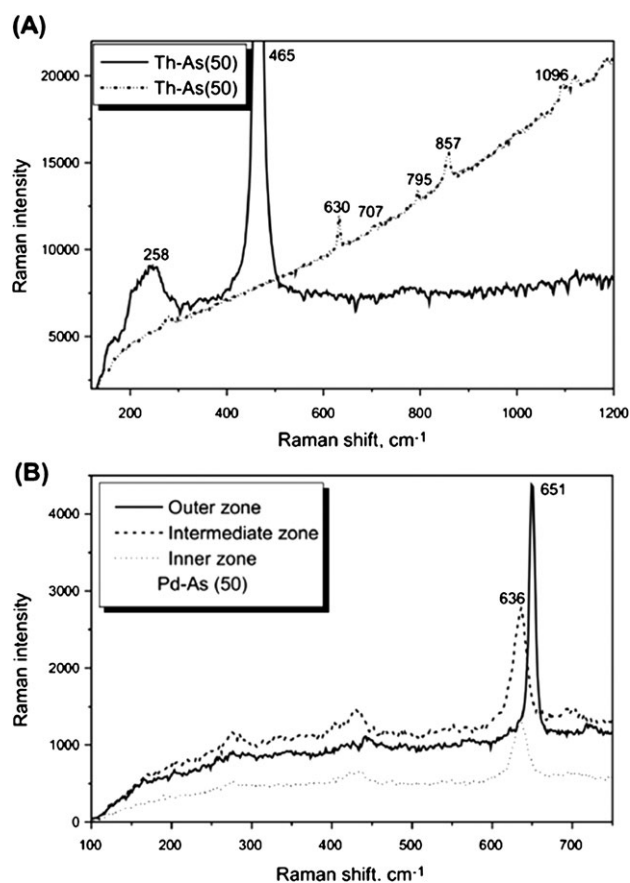 (A)
Th-As(50)
Th-As(50)
465
1096
857
795
707
630
258
20000
15000
10000
5000
Raman intensity
200 400 600 800 1000 1200
Raman shift, cm-1
(B)
Outer zone
Intermediate zone
Inner zone
Pd-As (50)
651
636
4000
3000
2000
1000
0
Raman intensity
100 200 300 400 500 600 700
Raman shift, cm-1